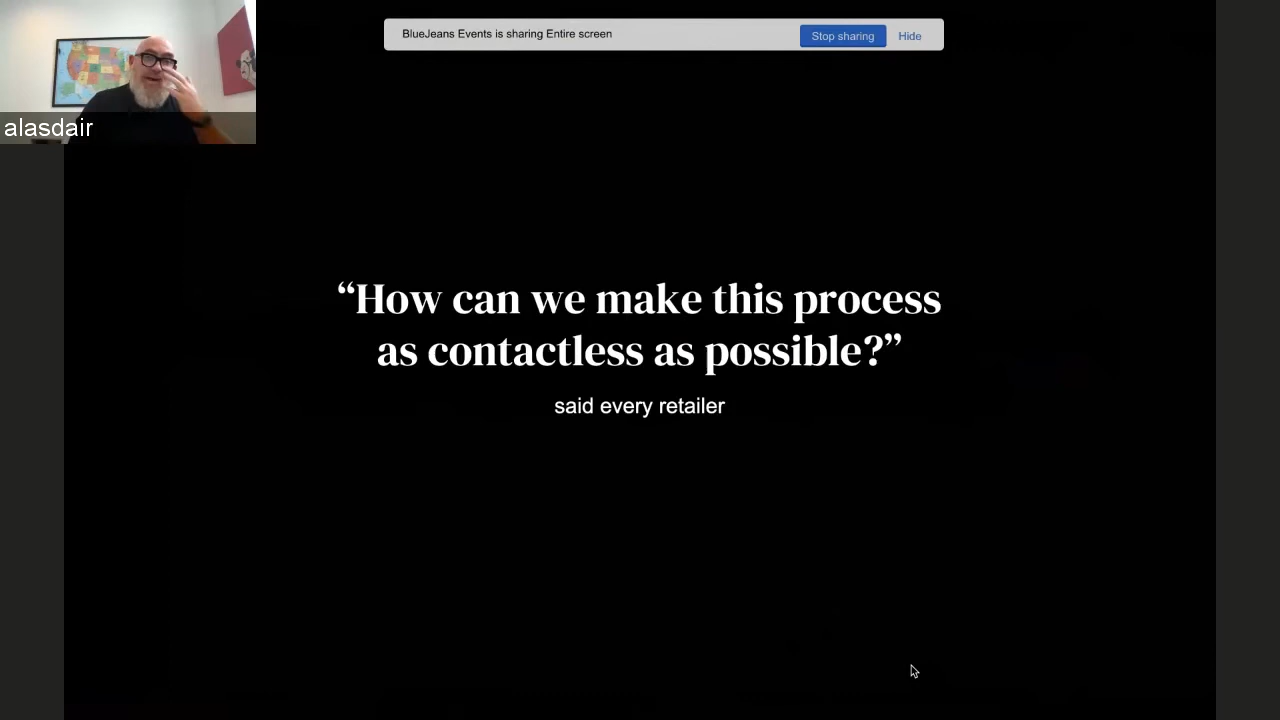 BlueJeans Events is sharing Entire screen
Stop sharing
Hide
alasdair
“How can we make this process
as contactless as possible?”
said every retailer